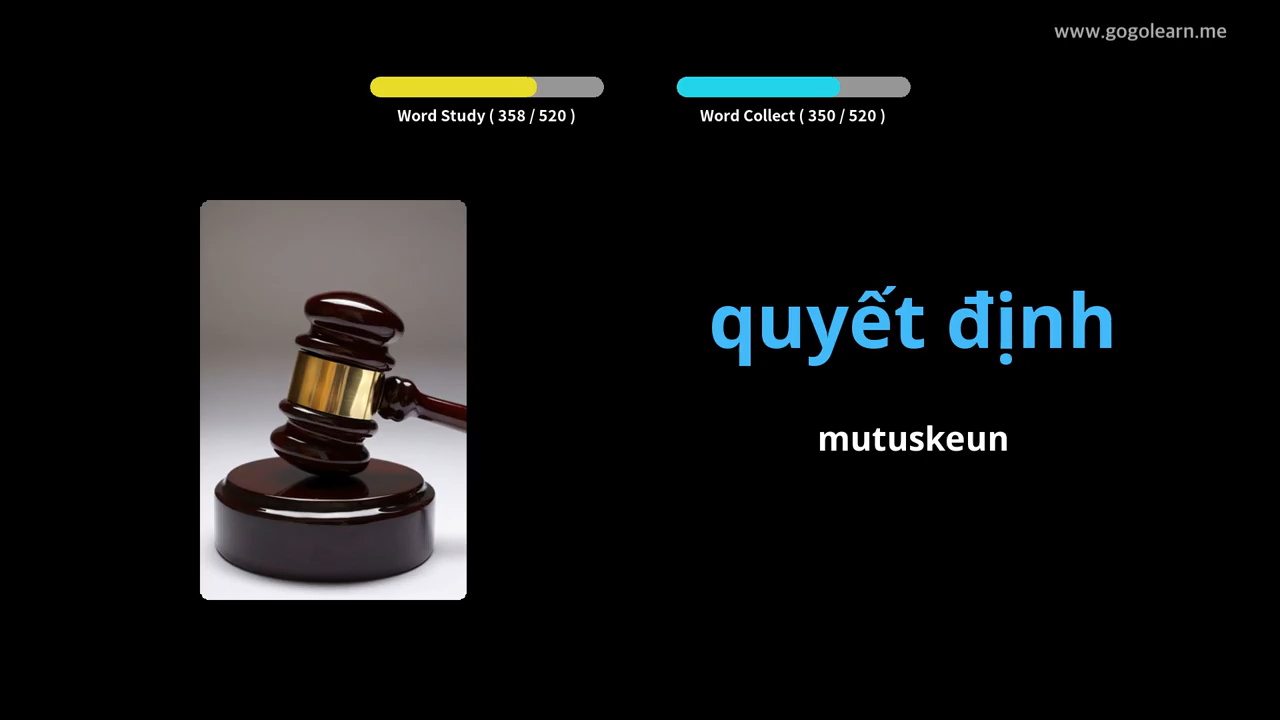 www.gogolearn.me
Word Study ( 358 / 520 )
Word Collect ( 350 / 520 )
quyết định
mutuskeun